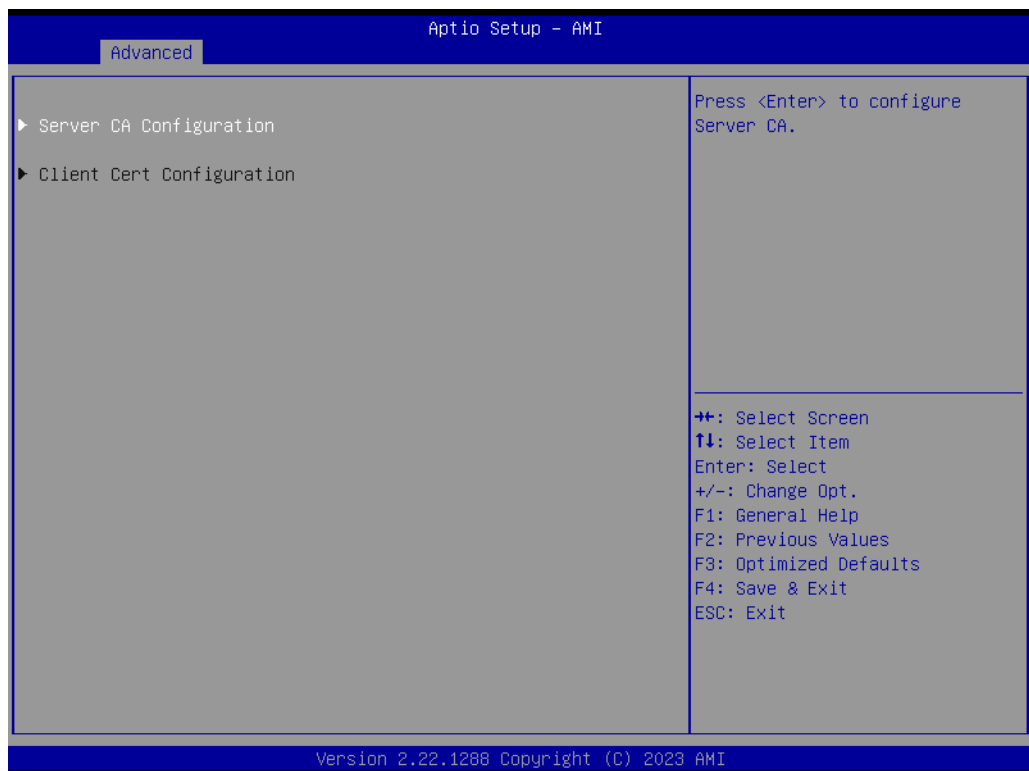 Aptio Setup – AMI
Advanced
▶ Server CA Configuration
▶ Client Cert Configuration
Press <Enter> to configure
Server CA.
→←: Select Screen
↑↓: Select Item
Enter: Select
+/-: Change Opt.
F1: General Help
F2: Previous Values
F3: Optimized Defaults
F4: Save & Exit
ESC: Exit
Version 2.22.1288 Copyright (C) 2023 AMI